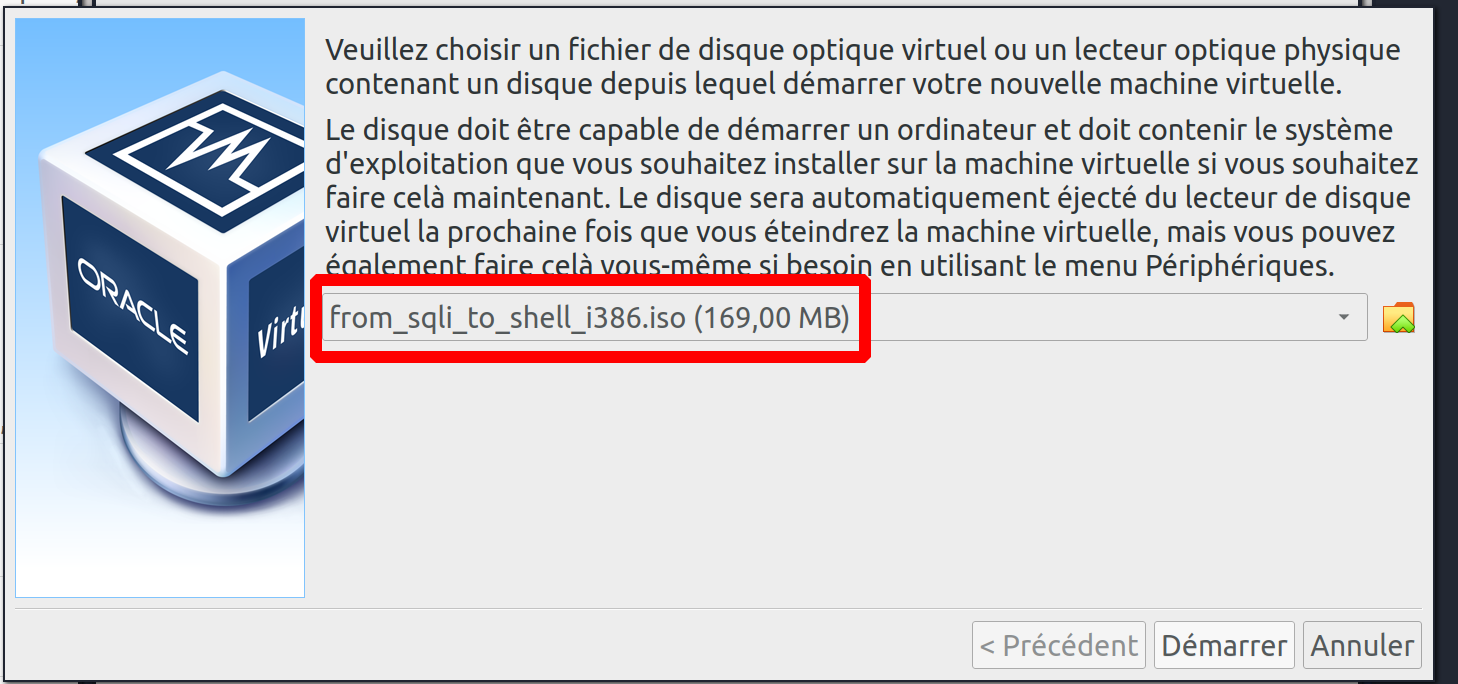 Veuillez choisir un fichier de disque optique virtuel ou un lecteur optique physique
contenant un disque depuis lequel démarrer votre nouvelle machine virtuelle.
Le disque doit être capable de démarrer un ordinateur et doit contenir le système
d'exploitation que vous souhaitez installer sur la machine virtuelle si vous souhaitez
faire celà maintenant. Le disque sera automatiquement éjecté du lecteur de disque
virtuel la prochaine fois que vous éteindrez la machine virtuelle, mais vous pouvez
également faire celà vous-même si besoin en utilisant le menu Périphériques.
ORACLE
Virtu
from_sqli_to_shell_i386.iso (169,00 MB)
< Précédent
Démarrer
Annuler